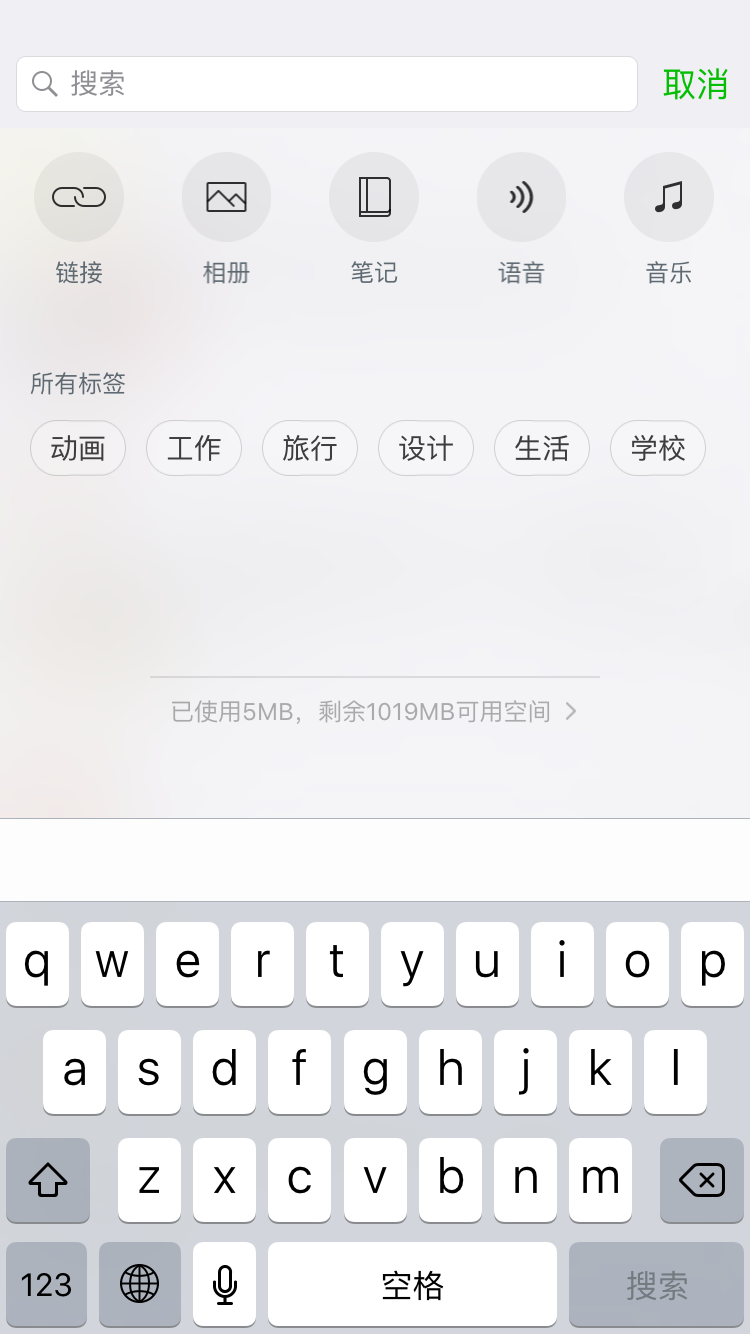 搜索 取消
链接 相册 笔记 语音 音乐
所有标签
动画 工作 旅行 设计 生活 学校
已使用5MB，剩余1019MB可用空间
q w e r t y u i o p
a s d f g h j k l
z x c v b n m
123 空格 搜索